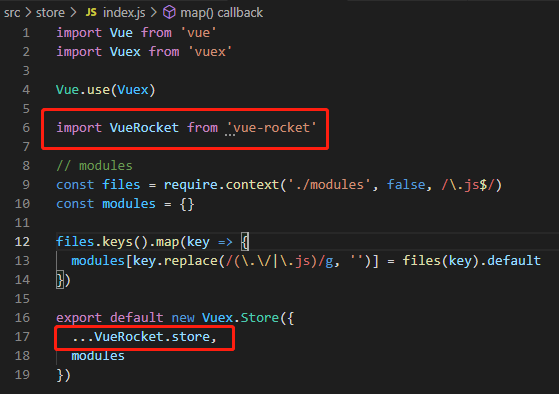 src > store > JS index.js > map() callback
1 import Vue from 'vue'
2 import Vuex from 'vuex'
3
4 Vue.use(Vuex)
5
6 import VueRocket from 'vue-rocket'
7
8 // modules
9 const files = require.context('./modules', false, /\.js$/)
10 const modules = {}
11
12 files.keys().map(key => {
13   modules[key.replace(/(\.\/|\.js)/g, '')] = files(key).default
14 })
15
16 export default new Vuex.Store({
17   ...VueRocket.store,
18   modules
19 })